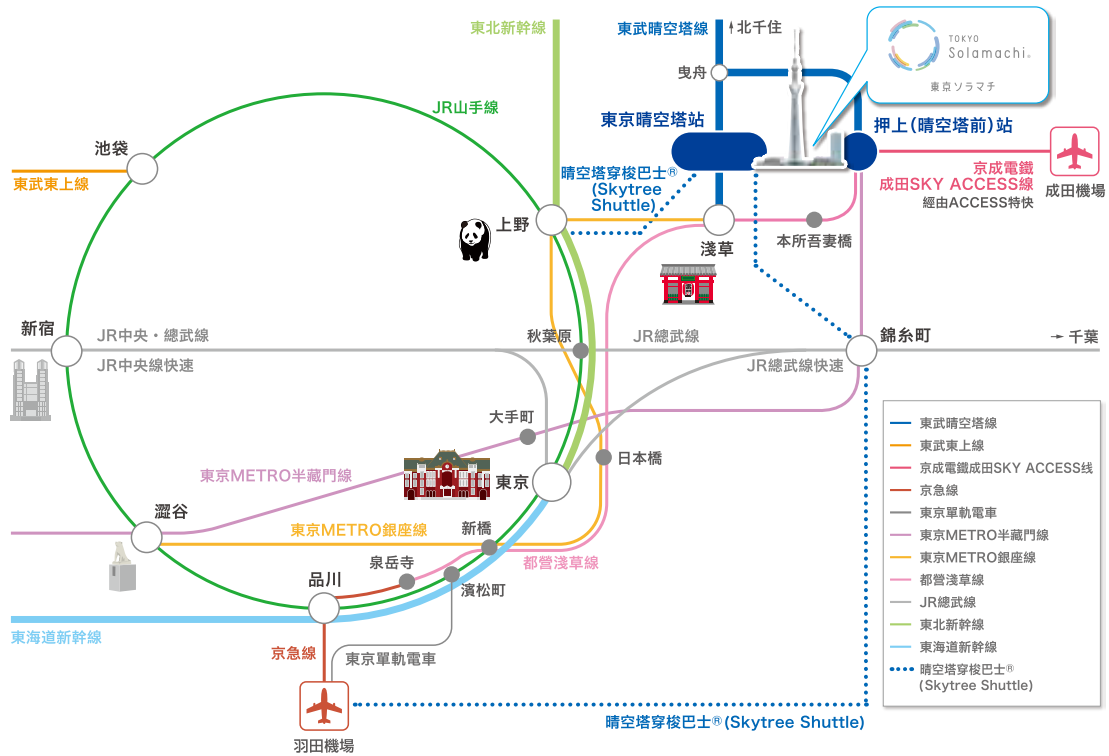 東北新幹線
東武晴空塔線
北千住
TOKYO
Solamachi®
東京ソラマチ
曳舟
JR山手線
東京晴空塔站
押上(晴空塔前)站
池袋
東武東上線
晴空塔穿梭巴士®
(Skytree
Shuttle)
京成電鐵
成田SKY ACCESS線
經由ACCESS特快
成田機場
上野
淺草
本所吾妻橋
新宿
JR中央・總武線
JR中央線快速
秋葉原
JR總武線
JR總武線快速
錦糸町
千葉
大手町
東京METRO半藏門線
東京
日本橋
澀谷
東京METRO銀座線
新橋
都營淺草線
泉岳寺
品川
濱松町
東海道新幹線
京急線
東京單軌電車
羽田機場
晴空塔穿梭巴士®(Skytree Shuttle)
東武晴空塔線
東武東上線
京成電鐵成田SKY ACCESS线
京急線
東京單軌電車
東京METRO半藏門線
東京METRO銀座線
都營淺草線
JR總武線
東北新幹線
東海道新幹線
晴空塔穿梭巴士®
(Skytree Shuttle)